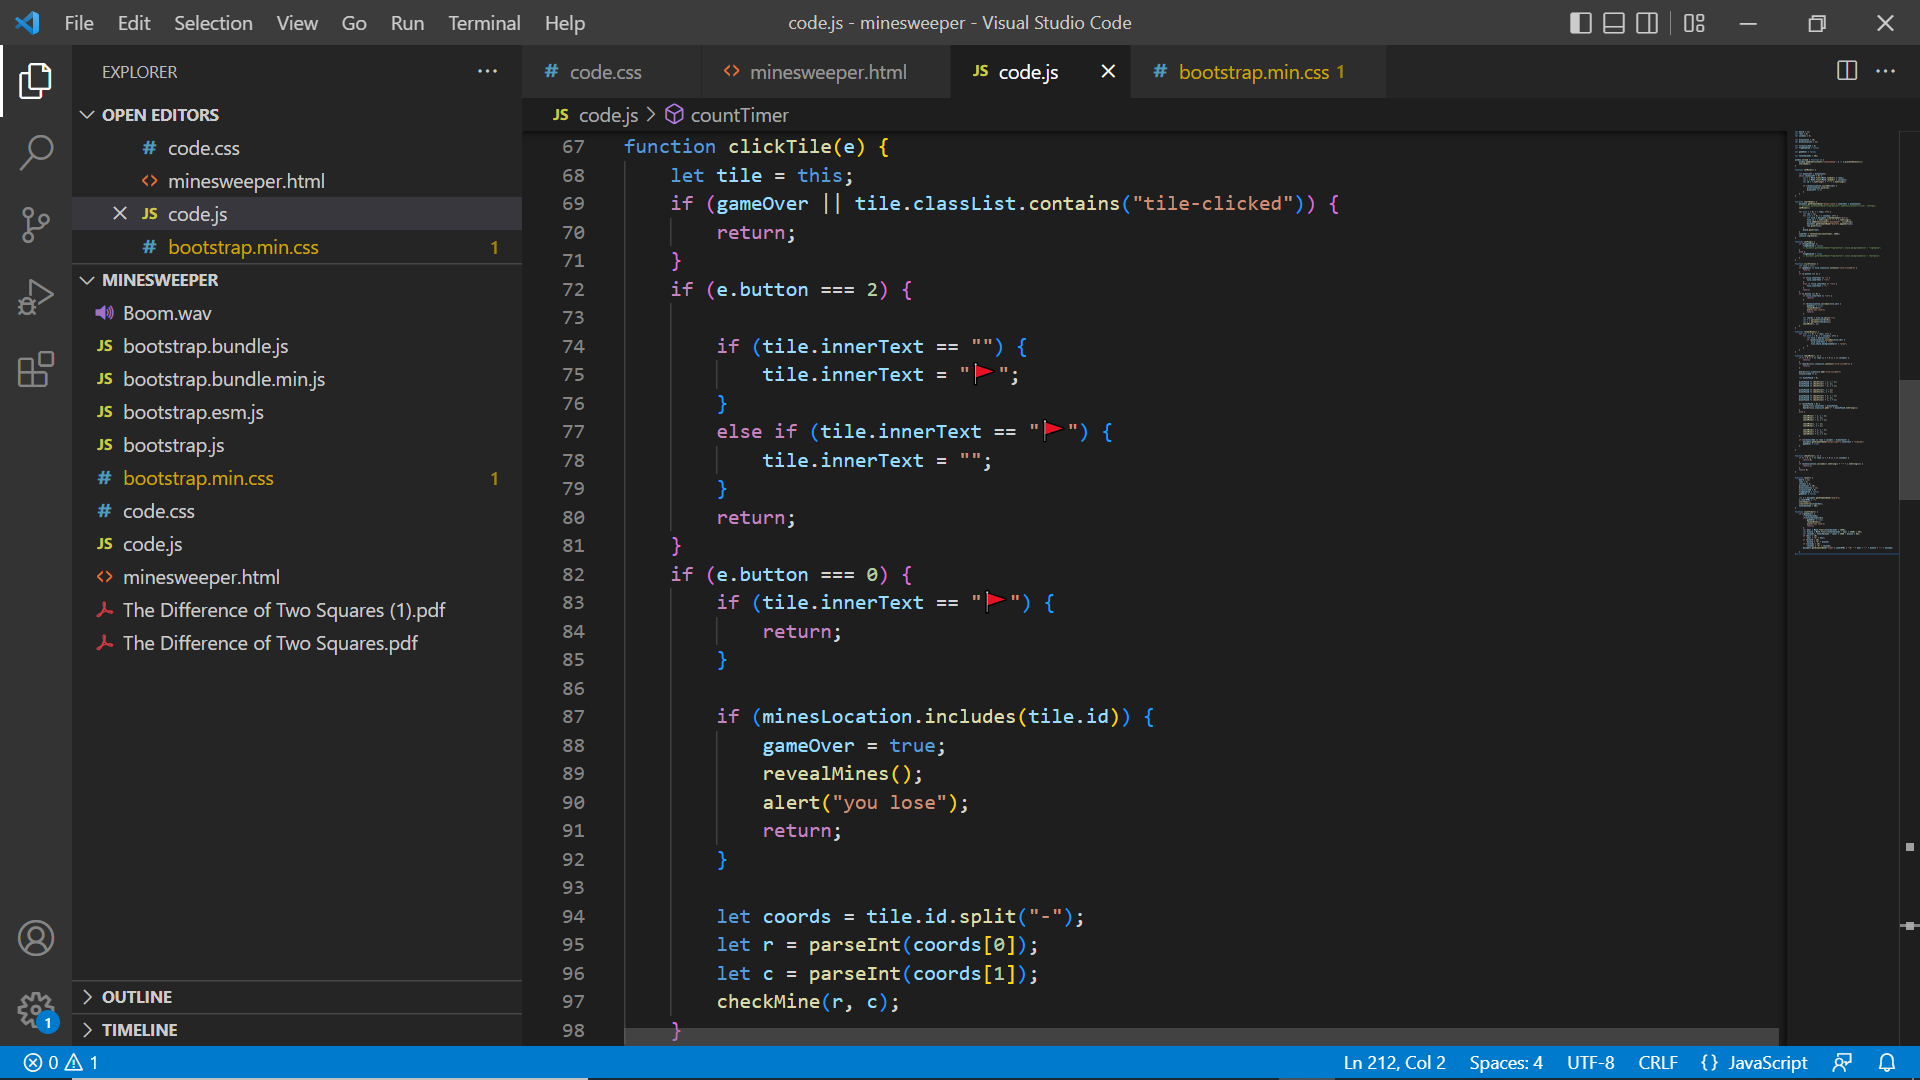 File Edit Selection View Go Run Terminal Help
code.js - minesweeper - Visual Studio Code
EXPLORER
OPEN EDITORS
# code.css
<> minesweeper.html
JS code.js
# bootstrap.min.css 1
MINESWEEPER
Boom.wav
JS bootstrap.bundle.js
JS bootstrap.bundle.min.js
JS bootstrap.esm.js
JS bootstrap.js
# bootstrap.min.css 1
# code.css
JS code.js
<> minesweeper.html
The Difference of Two Squares (1).pdf
The Difference of Two Squares.pdf
OUTLINE
TIMELINE
1
# code.css <> minesweeper.html JS code.js # bootstrap.min.css 1
JS code.js > countTimer
67 function clickTile(e) {
68 let tile = this;
69 if (gameOver || tile.classList.contains("tile-clicked")) {
70 return;
71 }
72 if (e.button === 2) {
73
74 if (tile.innerText == "") {
75 tile.innerText = "🚩";
76 }
77 else if (tile.innerText == "🚩") {
78 tile.innerText = "";
79 }
80 return;
81 }
82 if (e.button === 0) {
83 if (tile.innerText == "🚩") {
84 return;
85 }
86
87 if (minesLocation.includes(tile.id)) {
88 gameOver = true;
89 revealMines();
90 alert("you lose");
91 return;
92 }
93
94 let coords = tile.id.split("-");
95 let r = parseInt(coords[0]);
96 let c = parseInt(coords[1]);
97 checkMine(r, c);
98 }
0 1 Ln 212, Col 2 Spaces: 4 UTF-8 CRLF {} JavaScript